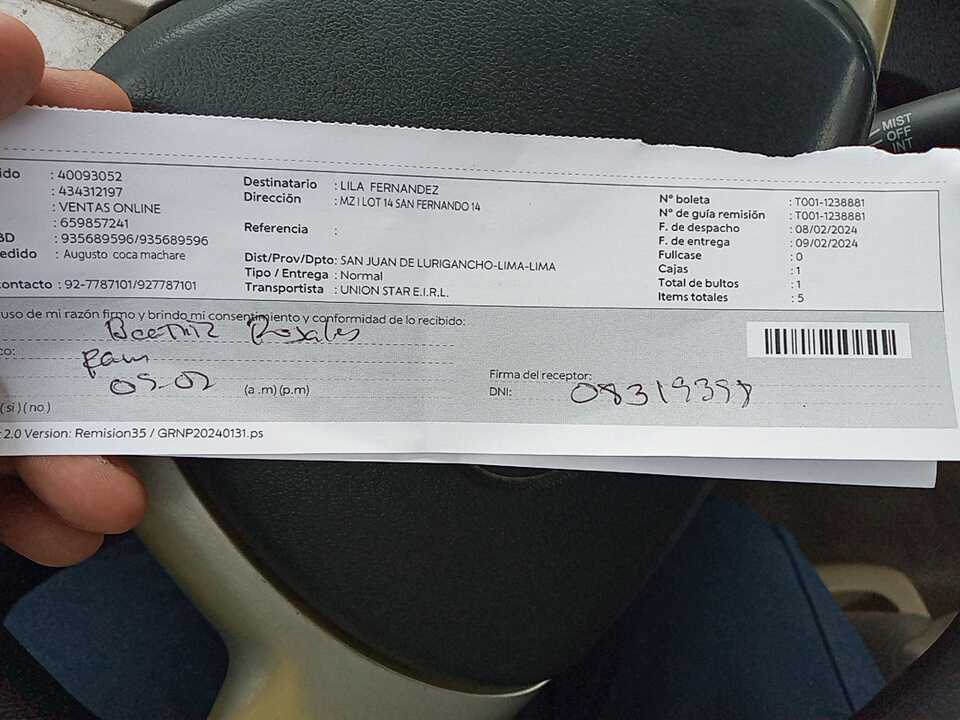 ido : 40093052
: 434312197
: VENTAS ONLINE
: 659857241
BD : 935689596/935689596
edido : Augusto coca machare
contacto : 92-7787101/927787101
Destinatario : LILA FERNANDEZ
Dirección : MZ I LOT 14 SAN FERNANDO 14
Referencia :
Dist/Prov/Dpto: SAN JUAN DE LURIGANCHO-LIMA-LIMA
Tipo / Entrega : Normal
Transportista : UNION STAR E.I.R.L.
N° boleta : T001-1238881
N° de guía remisión : T001-1238881
F. de despacho : 08/02/2024
F. de entrega : 09/02/2024
Fullcase : 0
Cajas : 1
Total de bultos : 1
Items totales : 5
uso de mi razón firmo y brindo mi consentimiento y conformidad de lo recibido:
Beatriz Rosales
co:
09-02 (a .m) (p.m)
( si ) ( no )
Firma del receptor:
DNI: 08319398
2.0 Version: Remision35 / GRNP20240131.ps
MIST
OFF
INT